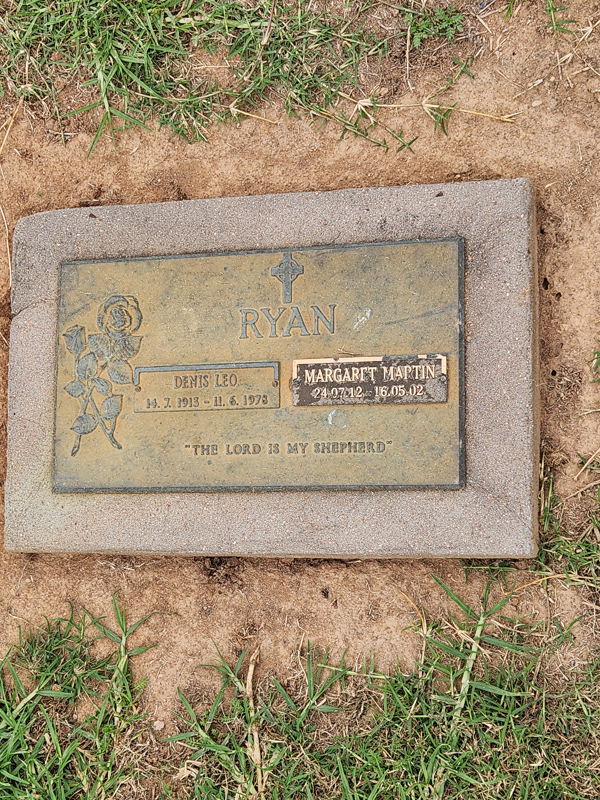 RYAN
DENIS LEO
14. 7. 1913 - 11. 6. 1978
MARGARET MARTIN
24.07.12 - 16.05.02
"THE LORD IS MY SHEPHERD"